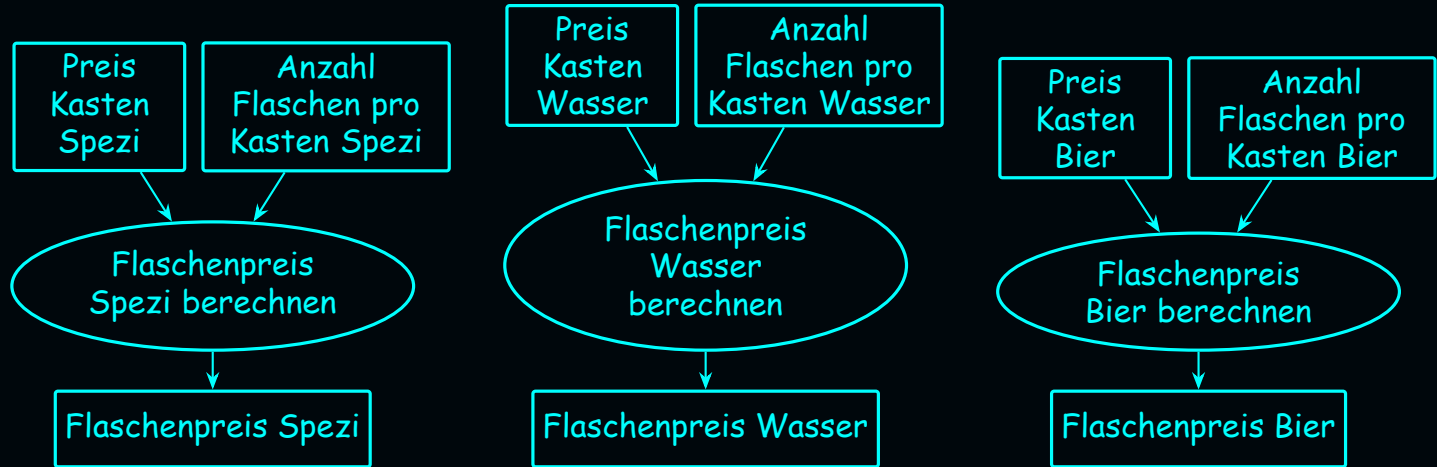 Preis
Kasten
Spezi
Anzahl
Flaschen pro
Kasten Spezi
Flaschenpreis
Spezi berechnen
Flaschenpreis Spezi
Preis
Kasten
Wasser
Anzahl
Flaschen pro
Kasten Wasser
Flaschenpreis
Wasser
berechnen
Flaschenpreis Wasser
Preis
Kasten
Bier
Anzahl
Flaschen pro
Kasten Bier
Flaschenpreis
Bier berechnen
Flaschenpreis Bier